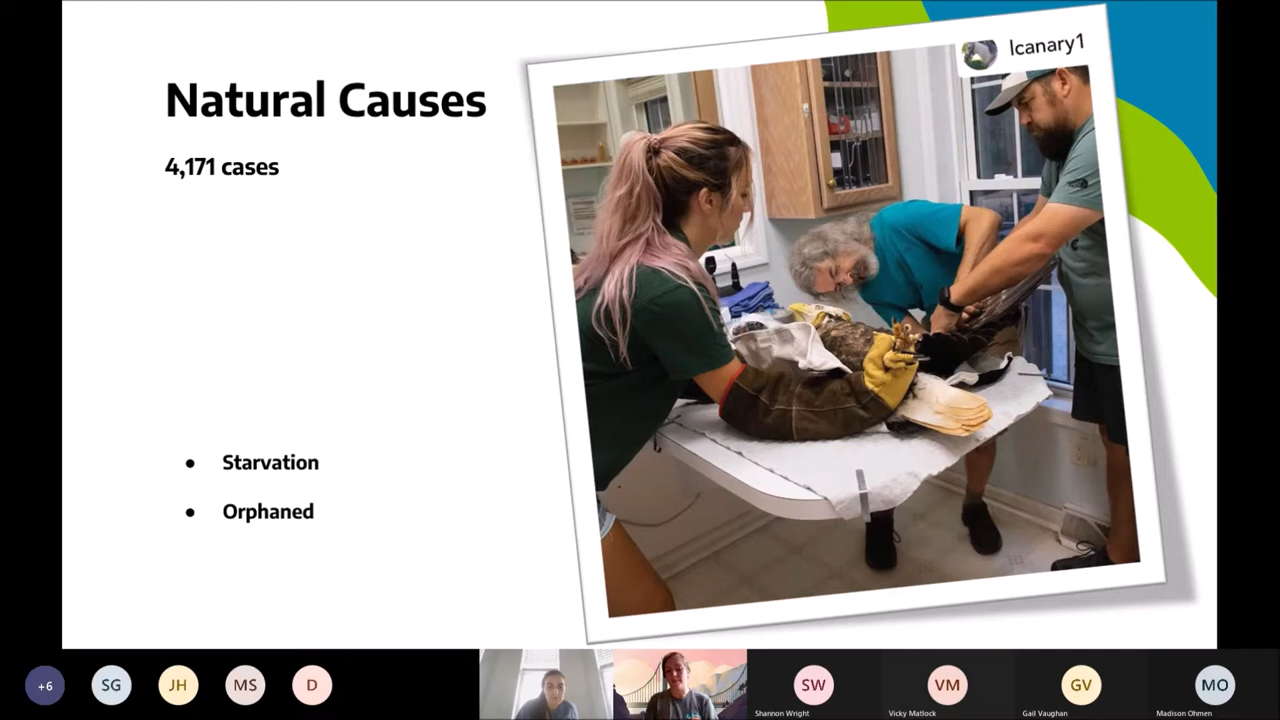 lcanary1
Natural Causes
4,171 cases
● Starvation
● Orphaned
+6
SG
JH
MS
D
SW
Shannon Wright
VM
Vicky Matlock
GV
Gail Vaughan
MO
Madison Ohmen